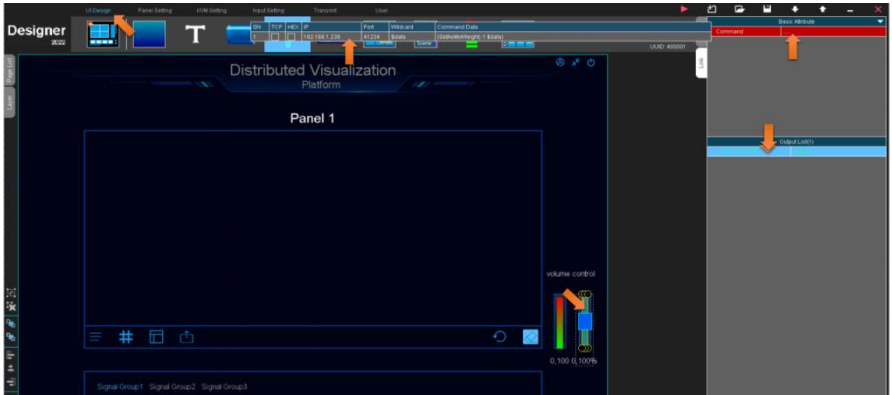 UI Design Panel Setting KVM Setting Input Setting Transmit User
Designer
2022
SN TCP HEX IP Port Wildcard Command Data
1 192.168.1.238 41234 $data
Scene
UUID: 400001
Basic Attribute
Command
Link
Output List(1)
Page List
Layer
Distributed Visualization
Platform
Panel 1
volume control
0,100 0,100%
Signal Group1 Signal Group2 Signal Group3